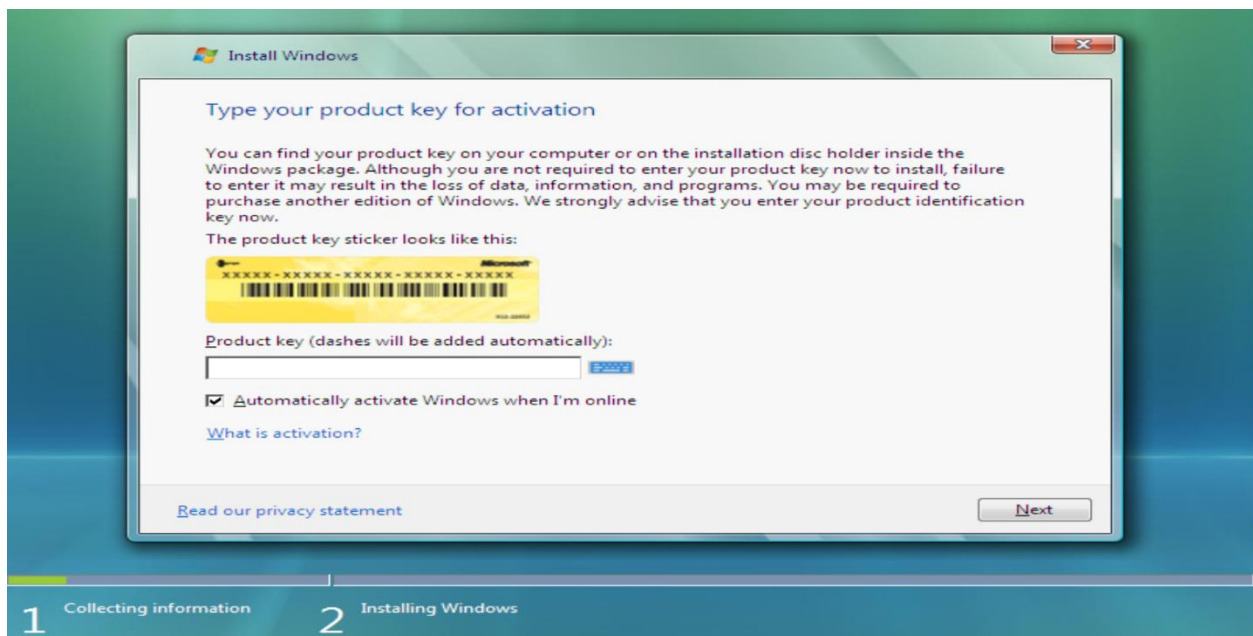 Install Windows
Type your product key for activation
You can find your product key on your computer or on the installation disc holder inside the
Windows package. Although you are not required to enter your product key now to install, failure
to enter it may result in the loss of data, information, and programs. You may be required to
purchase another edition of Windows. We strongly advise that you enter your product identification
key now.
The product key sticker looks like this:
Microsoft
XXXXX-XXXXX-XXXXX-XXXXX-XXXXX
Product key (dashes will be added automatically):
Automatically activate Windows when I'm online
What is activation?
Read our privacy statement
Next
1 Collecting information
2 Installing Windows